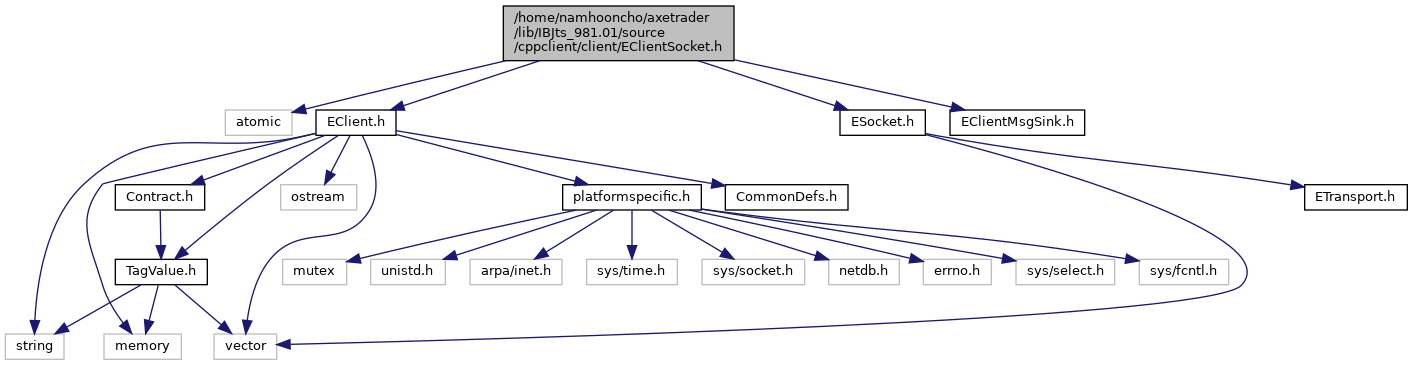 /home/namhooncho/axetrader
/lib/IBJts_981.01/source
/cppclient/client/EClientSocket.h
atomic
EClient.h
ESocket.h
EClientMsgSink.h
Contract.h
ostream
platformspecific.h
CommonDefs.h
ETransport.h
TagValue.h
mutex
unistd.h
arpa/inet.h
sys/time.h
sys/socket.h
netdb.h
errno.h
sys/select.h
sys/fcntl.h
string
memory
vector